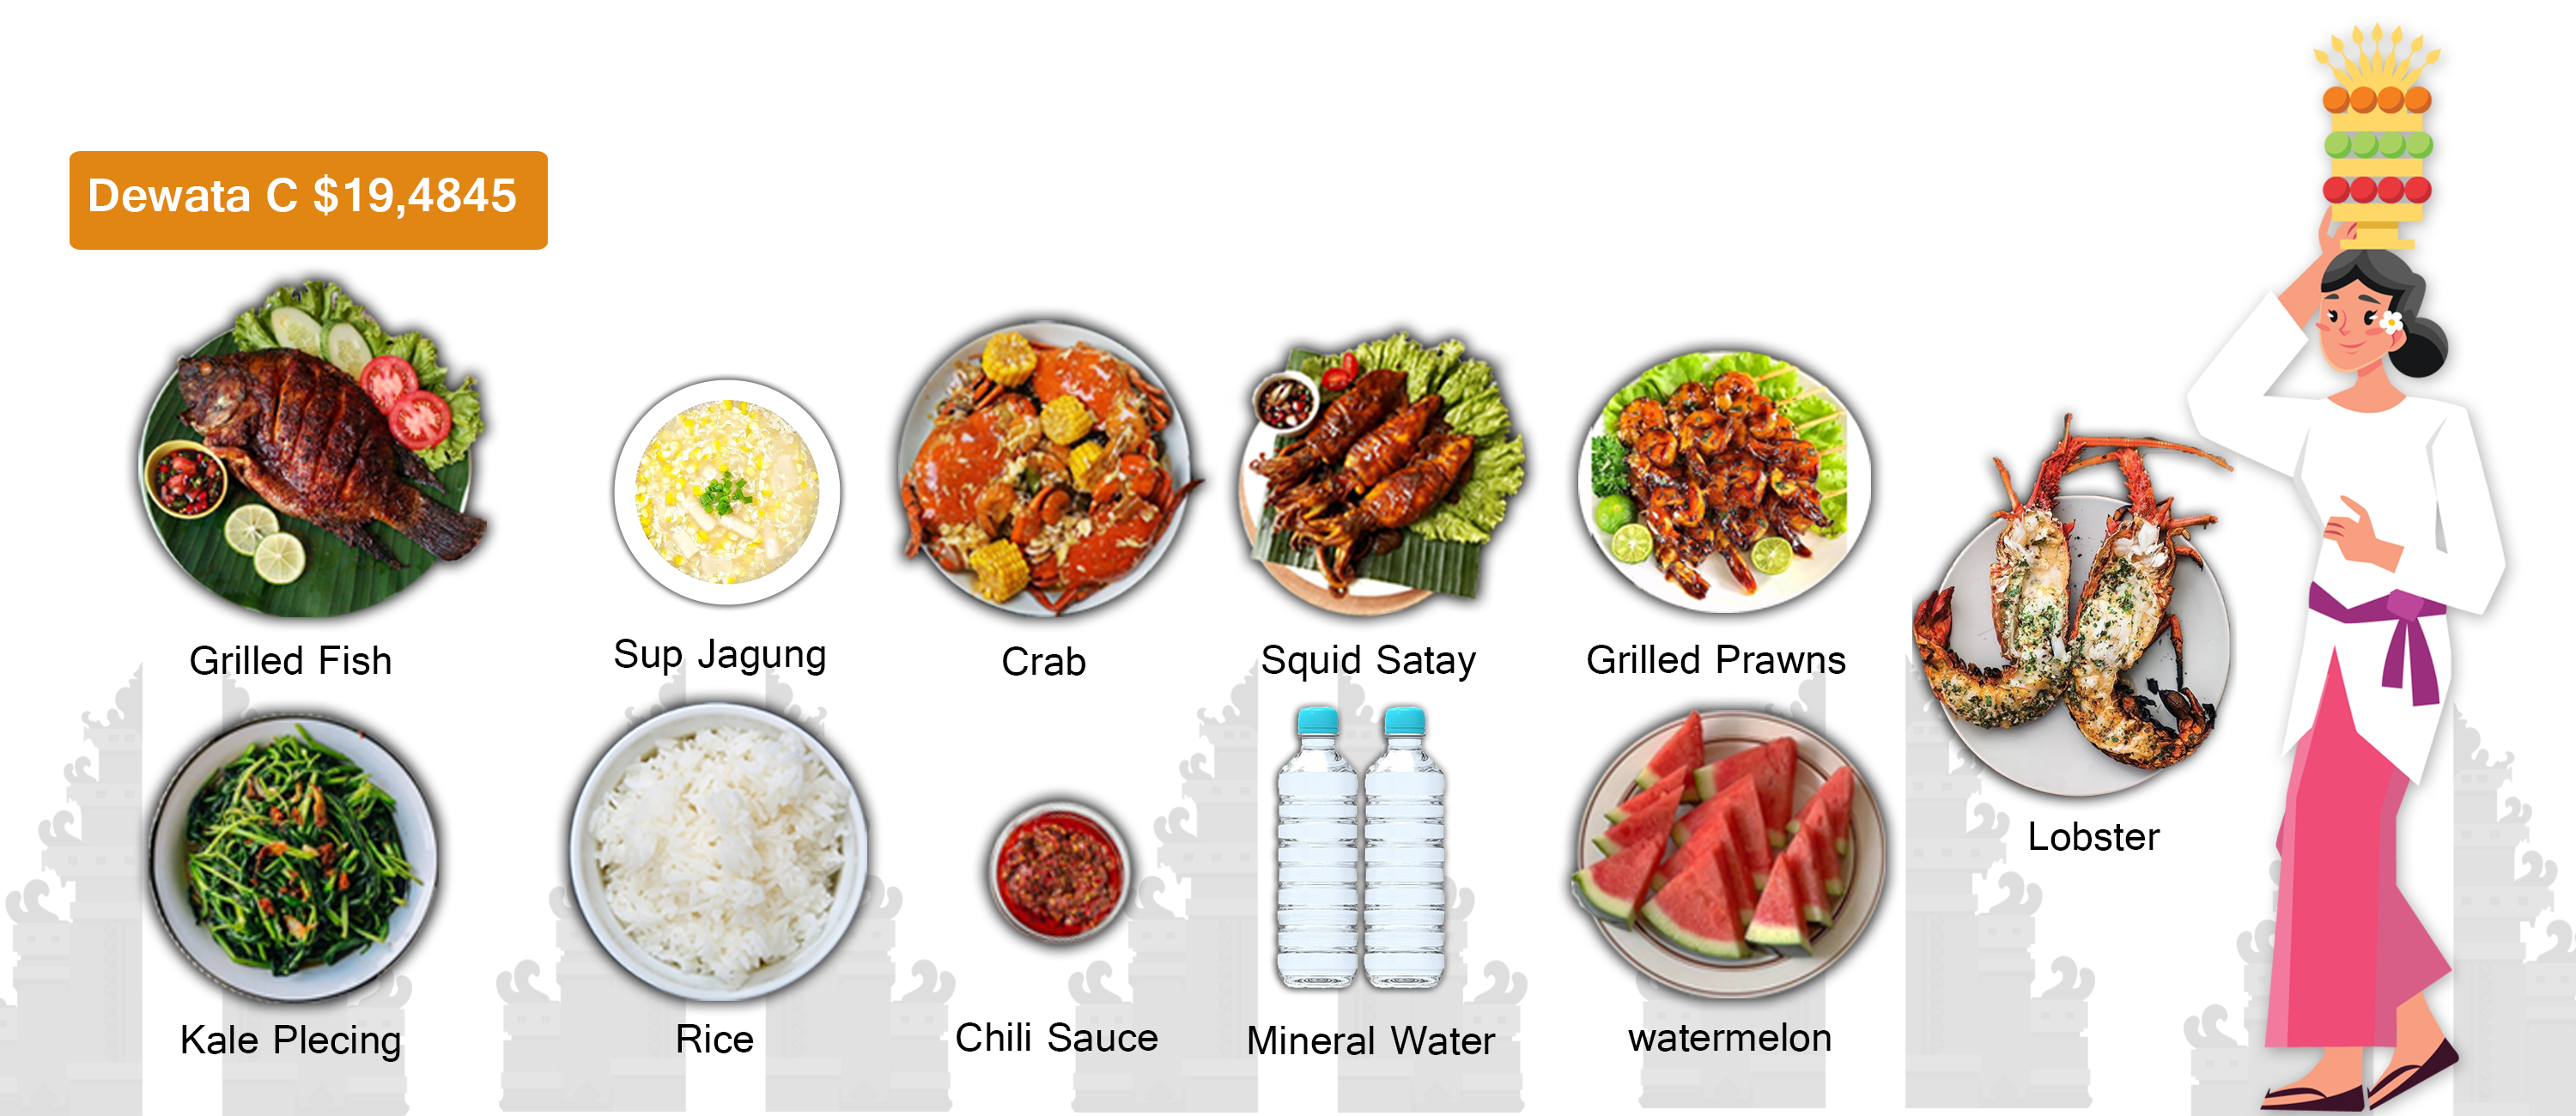 Dewata C $19,4845
Grilled Fish
Sup Jagung
Crab
Squid Satay
Grilled Prawns
Lobster
Kale Plecing
Rice
Chili Sauce
Mineral Water
watermelon